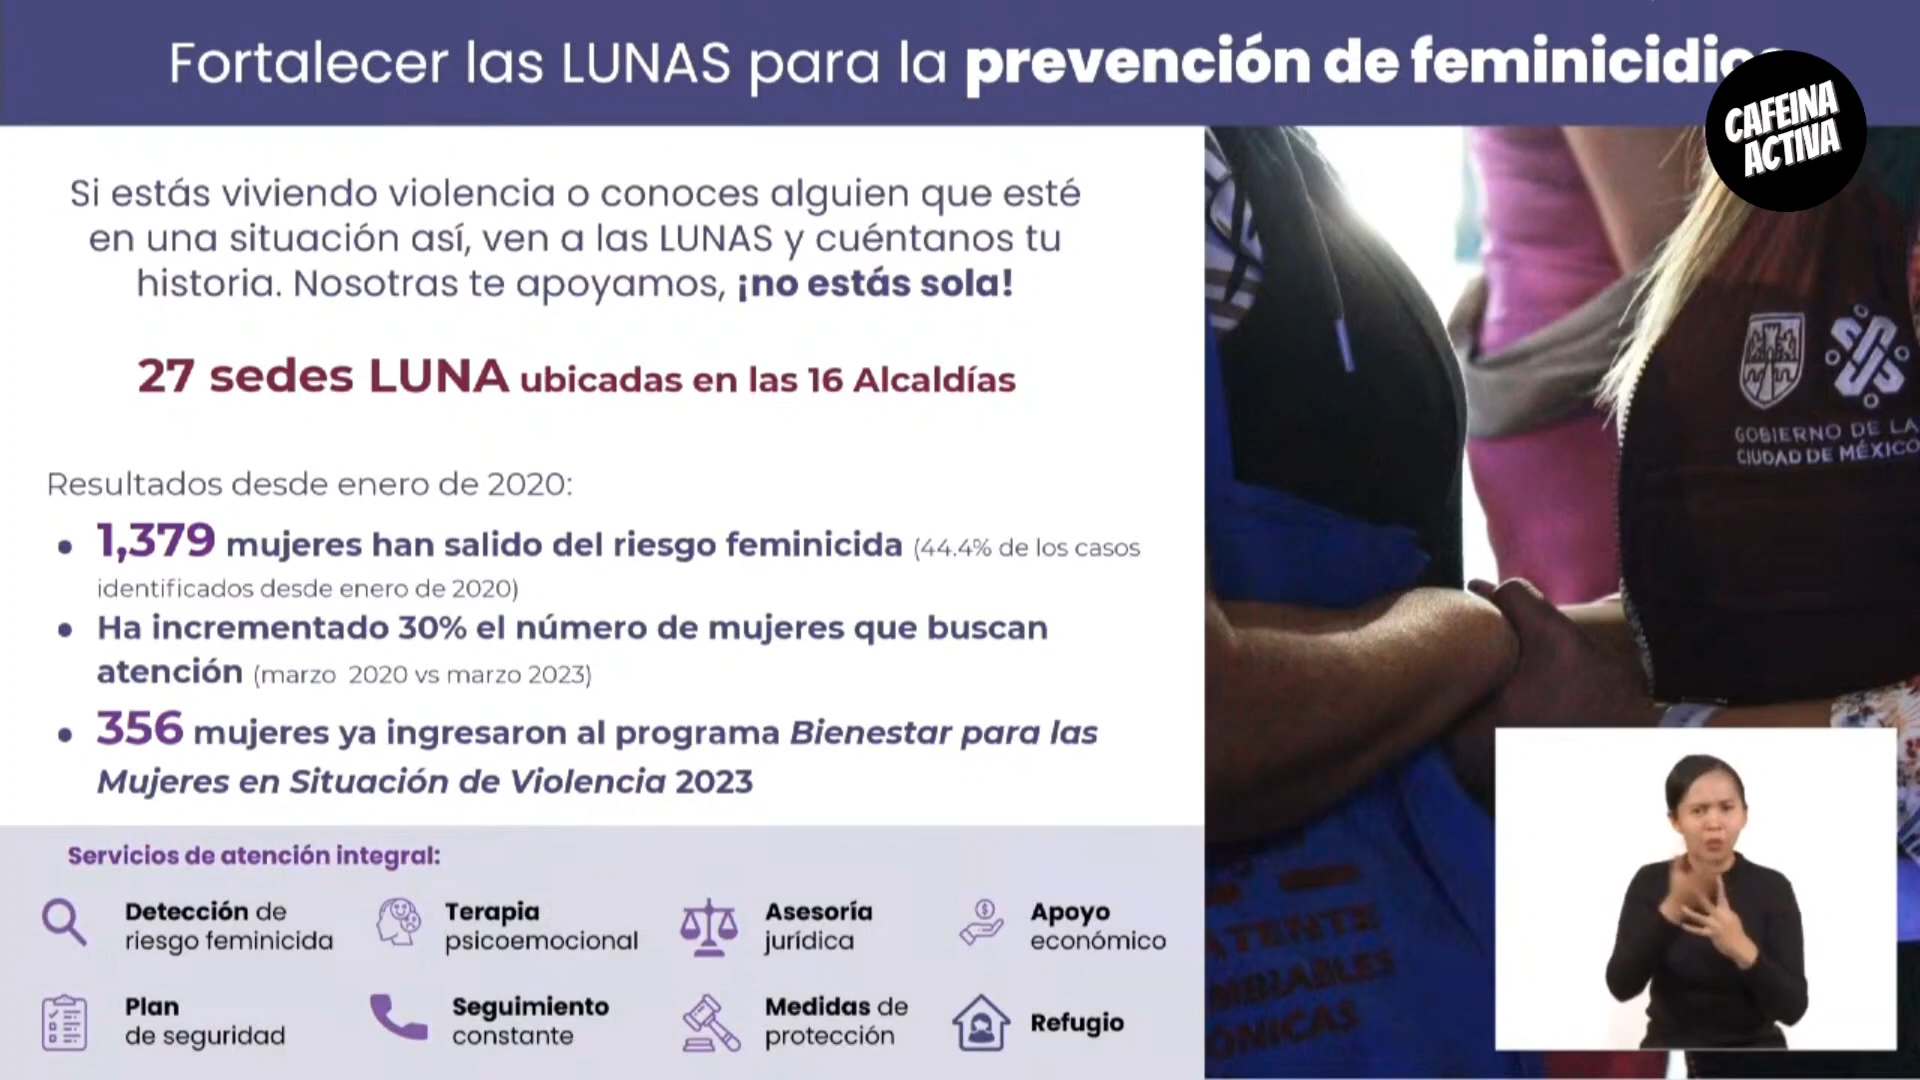 Fortalecer las LUNAS para la prevención de feminicidio
CAFEINA
ACTIVA
Si estás viviendo violencia o conoces alguien que esté
en una situación así, ven a las LUNAS y cuéntanos tu
historia. Nosotras te apoyamos, ¡no estás sola!
27 sedes LUNA ubicadas en las 16 Alcaldías
GOBIERNO DE LA
CIUDAD DE MÉXICO
Resultados desde enero de 2020:
• 1,379 mujeres han salido del riesgo feminicida (44.4% de los casos
identificados desde enero de 2020)
• Ha incrementado 30% el número de mujeres que buscan
atención (marzo 2020 vs marzo 2023)
• 356 mujeres ya ingresaron al programa Bienestar para las
Mujeres en Situación de Violencia 2023
Servicios de atención integral:
Detección de
riesgo feminicida
Terapia
psicoemocional
Asesoría
jurídica
Apoyo
económico
Plan
de seguridad
Seguimiento
constante
Medidas de
protección
Refugio